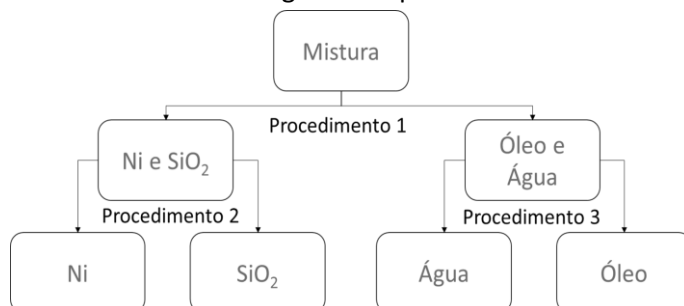 Mistura
Procedimento 1
Ni e SiO₂
Óleo e
Água
Procedimento 2
Procedimento 3
Ni
SiO₂
Água
Óleo